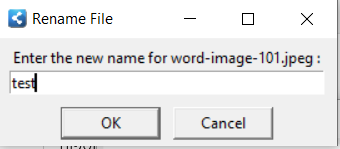 Rename File
Enter the new name for word-image-101.jpeg :
test
OK
Cancel